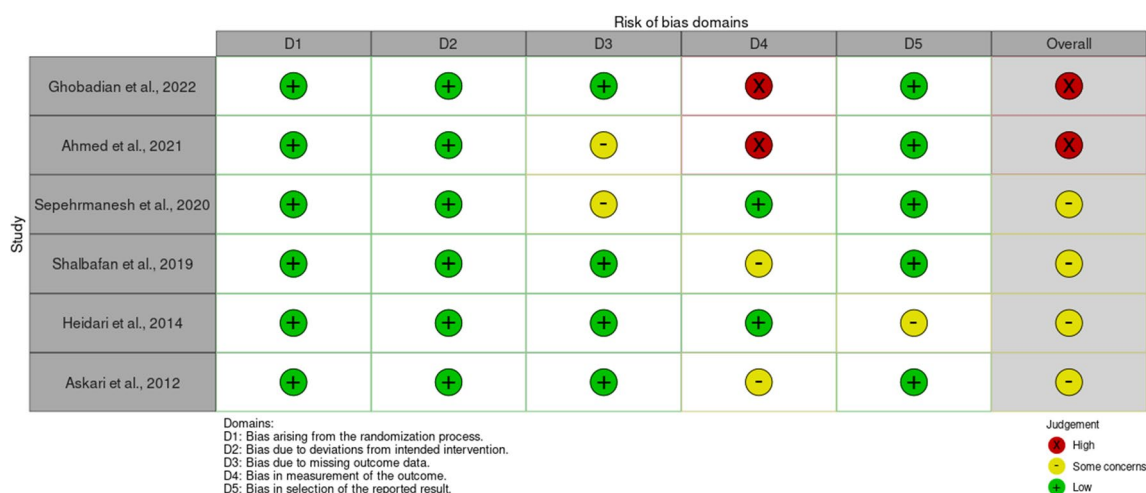 Risk of bias domains
D1 D2 D3 D4 D5 Overall
Study
Ghobadian et al., 2022 + + + X + X
Ahmed et al., 2021 + + - X + X
Sepehrmanesh et al., 2020 + + - + + -
Shalbafan et al., 2019 + + + - + -
Heidari et al., 2014 + + + + - -
Askari et al., 2012 + + + - + -
Domains:
D1: Bias arising from the randomization process.
D2: Bias due to deviations from intended intervention.
D3: Bias due to missing outcome data.
D4: Bias in measurement of the outcome.
D5: Bias in selection of the reported result.
Judgement
X High
- Some concerns
+ Low